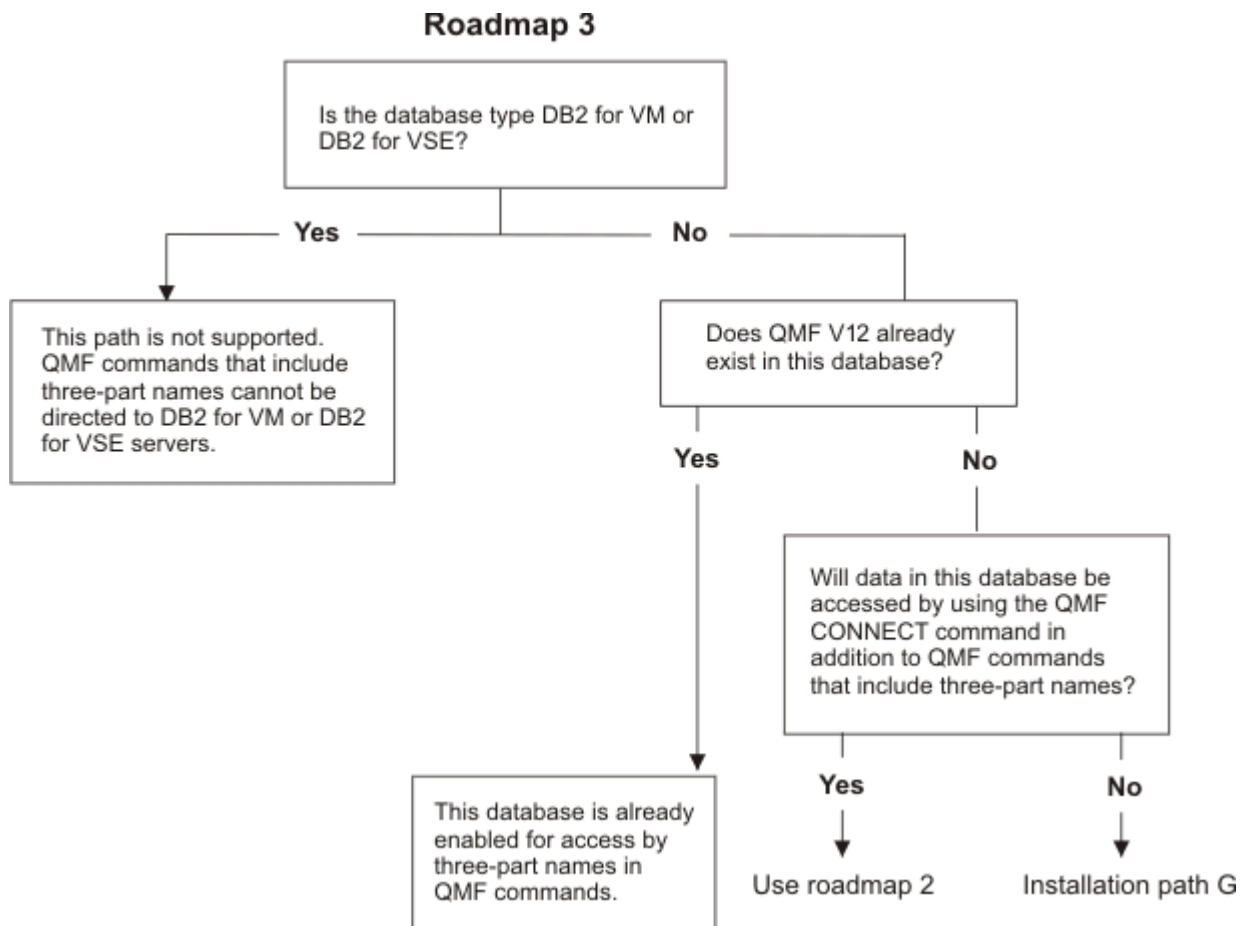 Roadmap 3
Is the database type DB2 for VM or
DB2 for VSE?
Yes
No
This path is not supported.
QMF commands that include
three-part names cannot be
directed to DB2 for VM or DB2
for VSE servers.
Does QMF V12 already
exist in this database?
Yes
No
Will data in this database be
accessed by using the QMF
CONNECT command in
addition to QMF commands
that include three-part names?
Yes
No
This database is already
enabled for access by
three-part names in
QMF commands.
Use roadmap 2
Installation path G